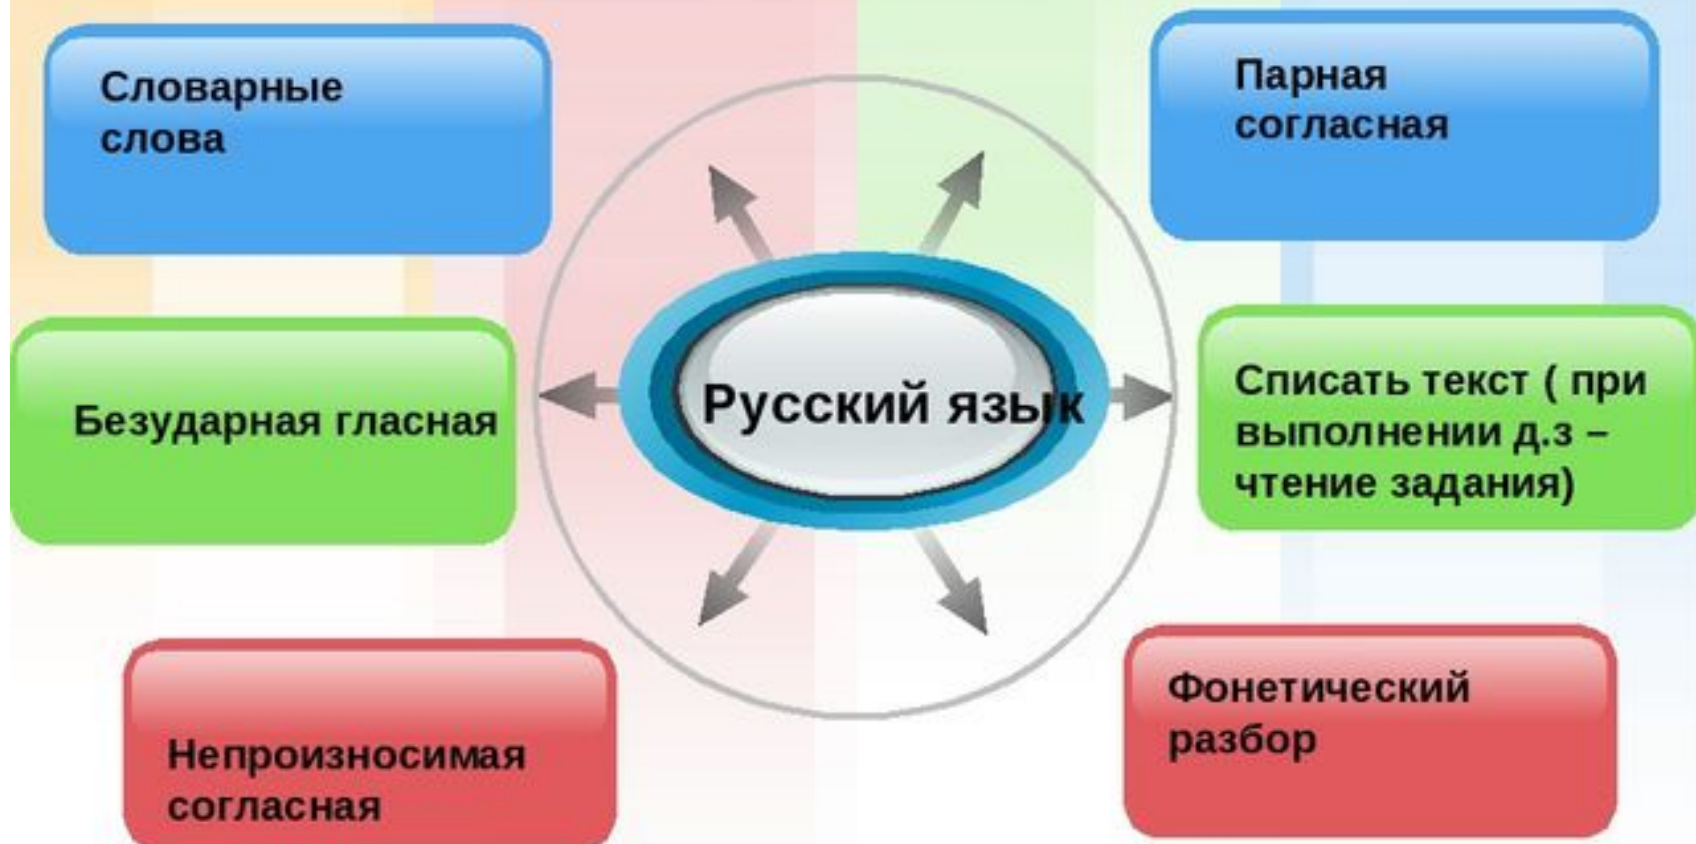 Словарные
слова
Парная
согласная
Безударная гласная
Русский язык
Списать текст ( при
выполнении д.з –
чтение задания)
Непроизносимая
согласная
Фонетический
разбор